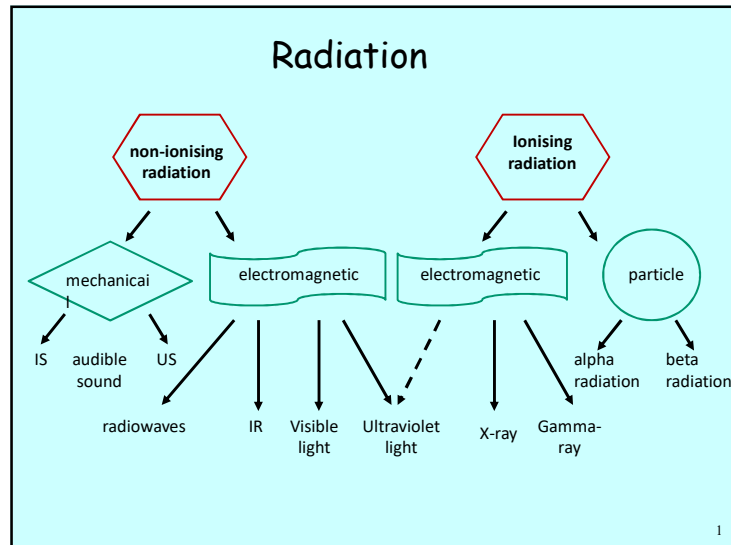 Radiation
non-ionising
radiation
Ionising
radiation
mechanicai
l
electromagnetic
electromagnetic
particle
IS
audible
sound
US
alpha
radiation
beta
radiation
radiowaves
IR
Visible
light
Ultraviolet
light
X-ray
Gamma-
ray
1